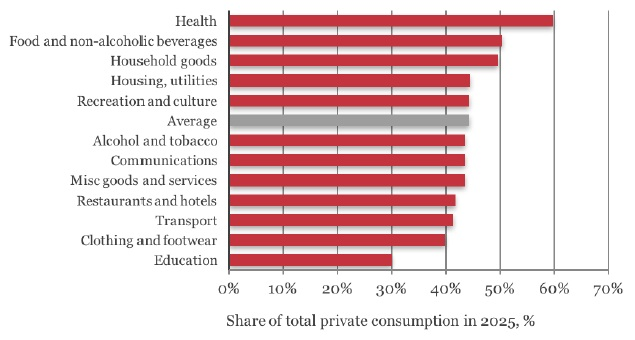 Health
Food and non-alcoholic beverages
Household goods
Housing, utilities
Recreation and culture
Average
Alcohol and tobacco
Communications
Misc goods and services
Restaurants and hotels
Transport
Clothing and footwear
Education
0% 10% 20% 30% 40% 50% 60% 70%
Share of total private consumption in 2025, %